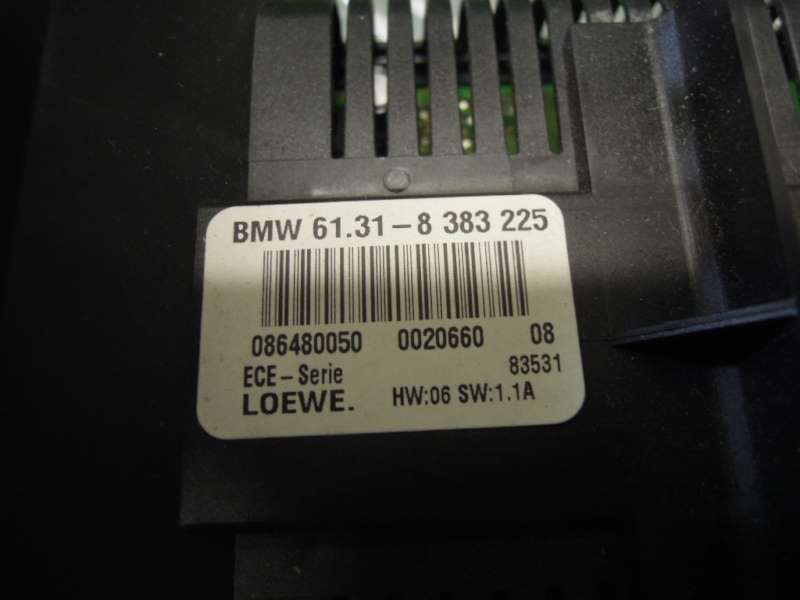 BMW 61.31-8 383 225
086480050 0020660 08
ECE-Serie 83531
LOEWE. HW:06 SW:1.1A